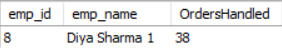 emp_id emp_name OrdersHandled
8 Diya Sharma 1 38